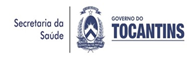 Secretaria da
Saúde
GOVERNO DO
TOCANTINS